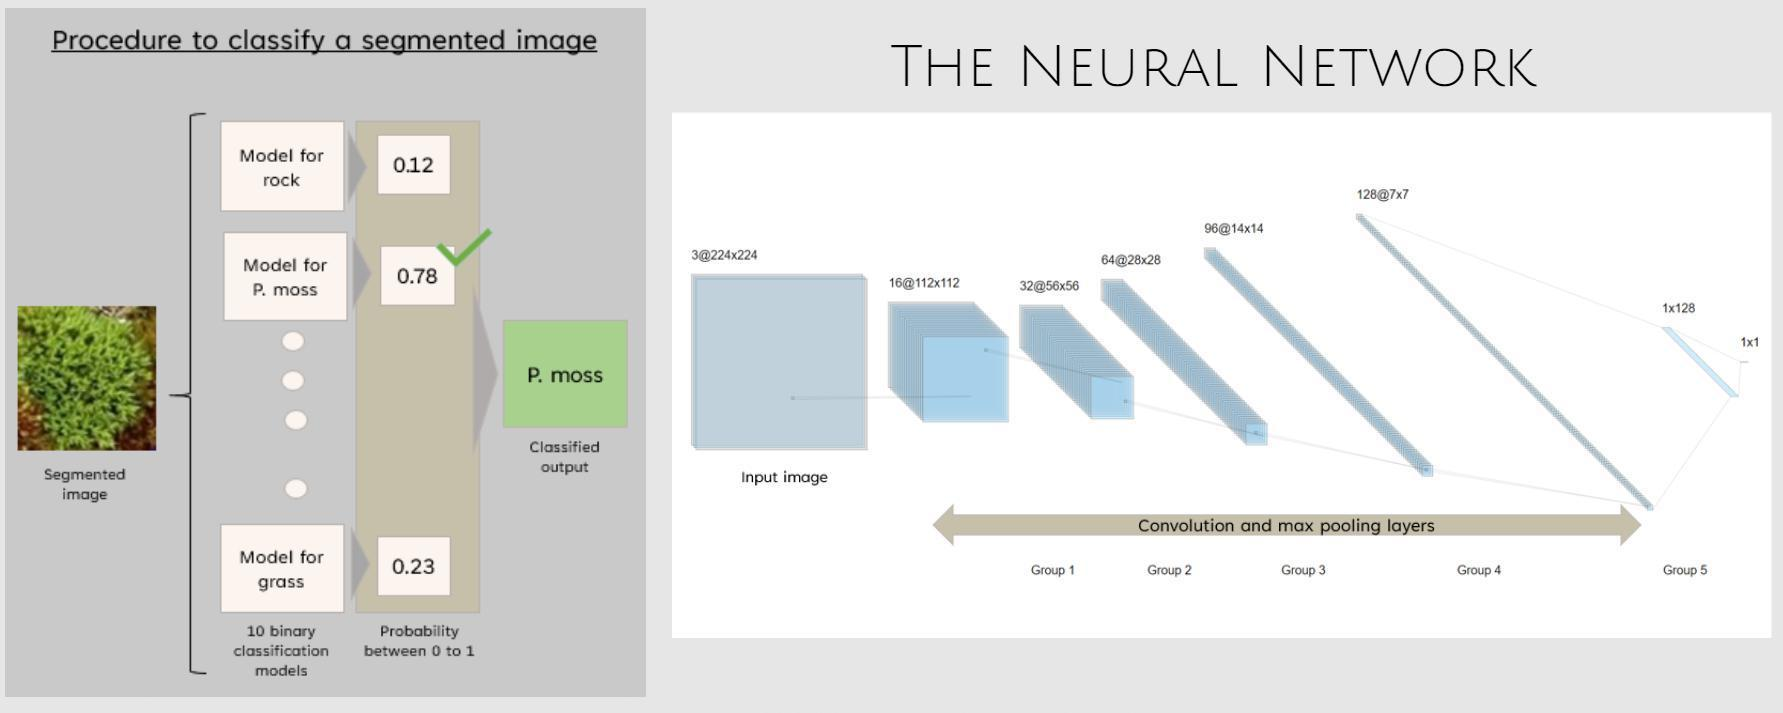 Procedure to classify a segmented image
Model for
rock
0.12
Model for
P. moss
0.78
Model for
grass
0.23
Segmented
image
10 binary
classification
models
Probability
between 0 to 1
P. moss
Classified
output
THE NEURAL NETWORK
3@224x224
16@112x112
32@56x56
64@28x28
96@14x14
128@7x7
1x128
1x1
Input image
Convolution and max pooling layers
Group 1
Group 2
Group 3
Group 4
Group 5